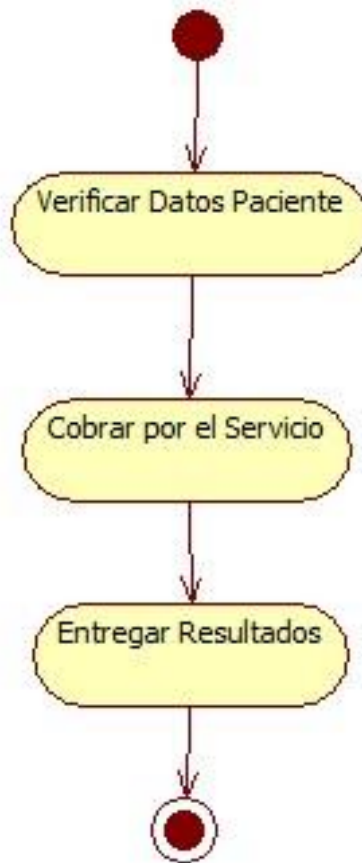 Verificar Datos Paciente
Cobrar por el Servicio
Entregar Resultados